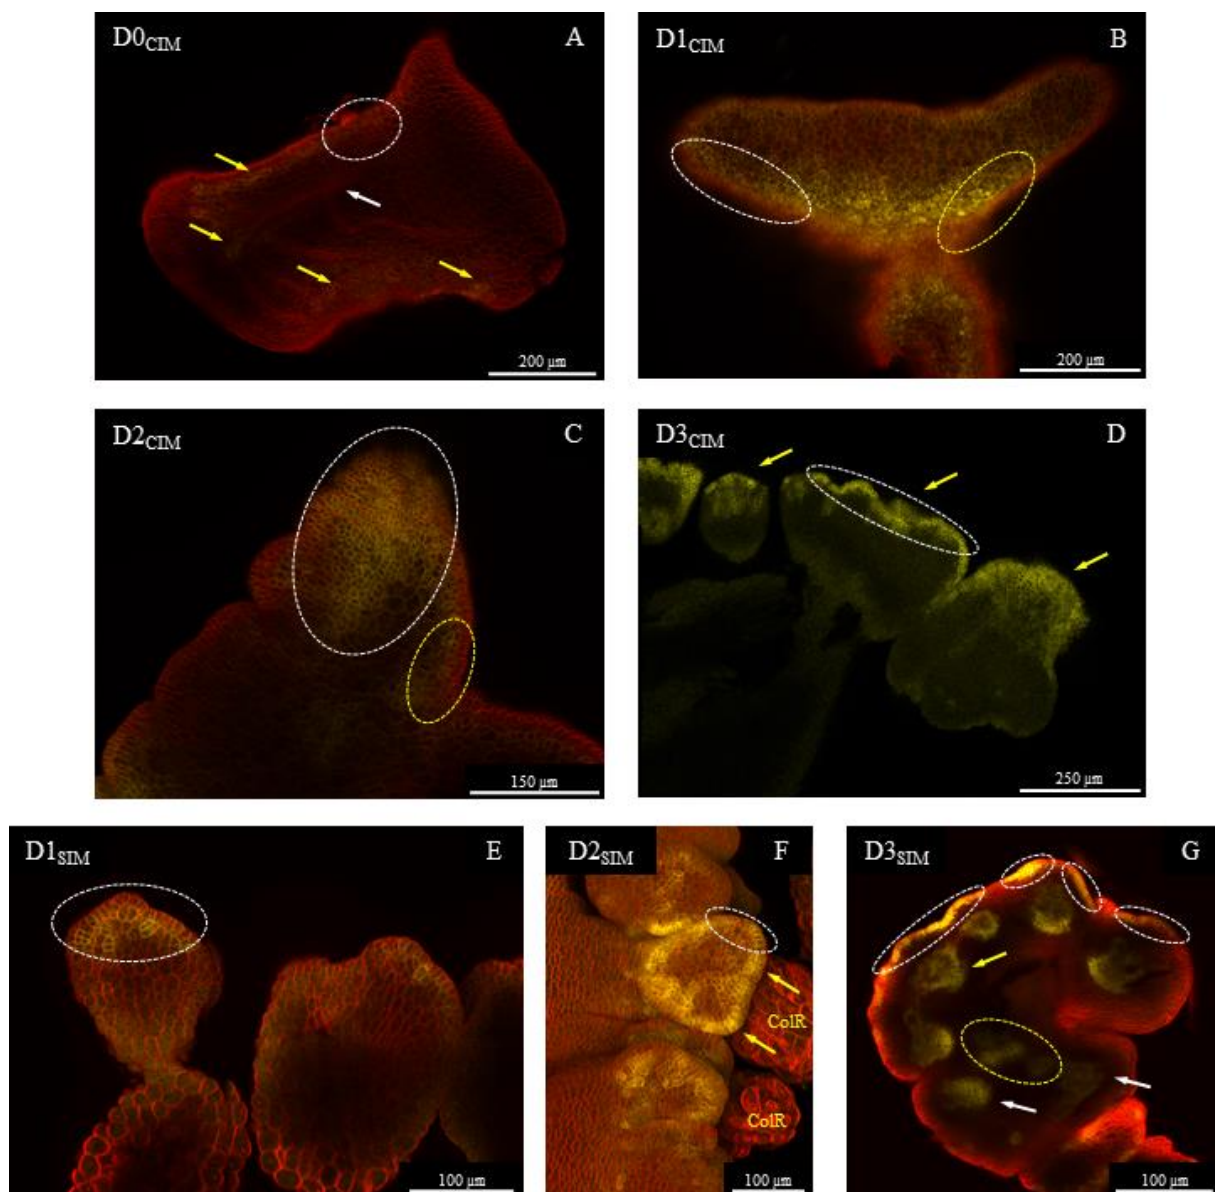 D0CIM A
200 µm
D1CIM B
200 µm
D2CIM C
150 µm
D3CIM D
250 µm
D1SIM E
100 µm
D2SIM F
ColR
ColR
100 µm
D3SIM G
100 µm